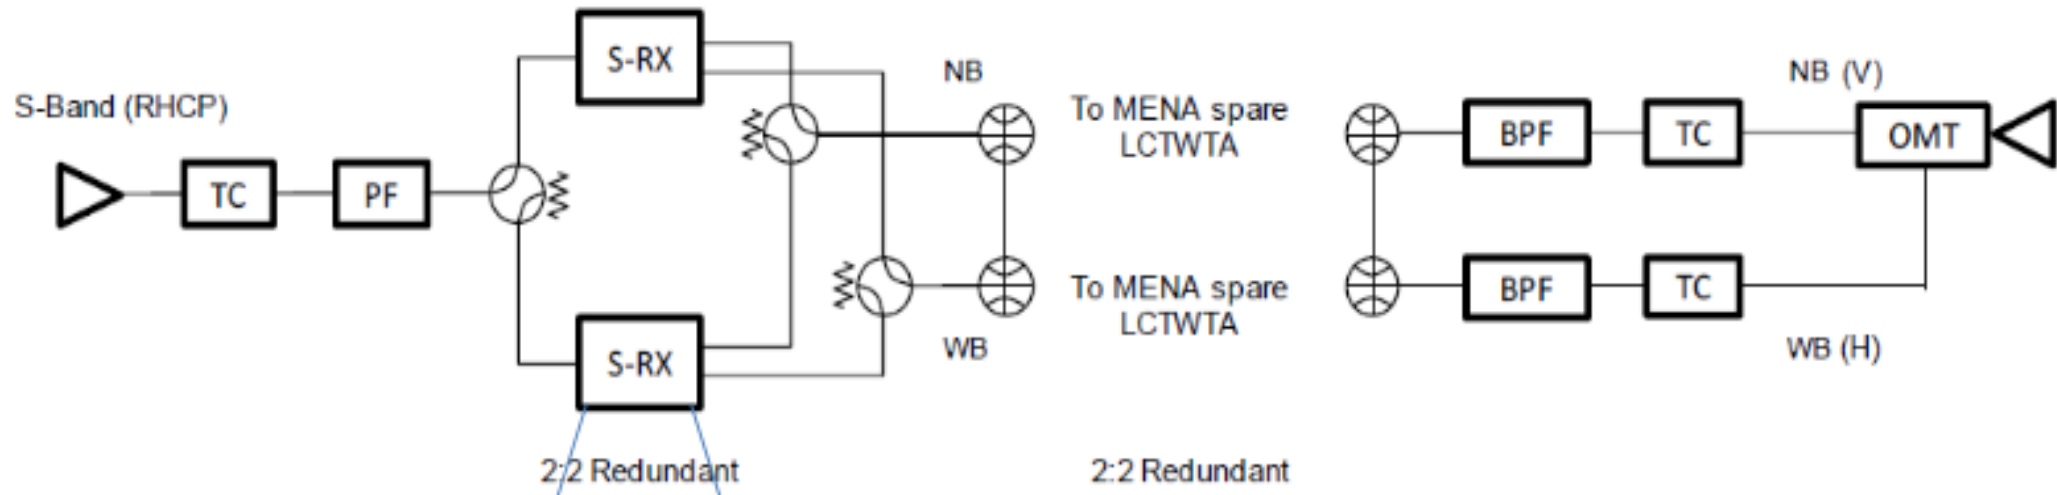 S-Band (RHCP)
TC
PF
S-RX
S-RX
2:2 Redundant
NB
WB
To MENA spare
LCTWTA
To MENA spare
LCTWTA
2:2 Redundant
BPF
TC
NB (V)
OMT
BPF
TC
WB (H)